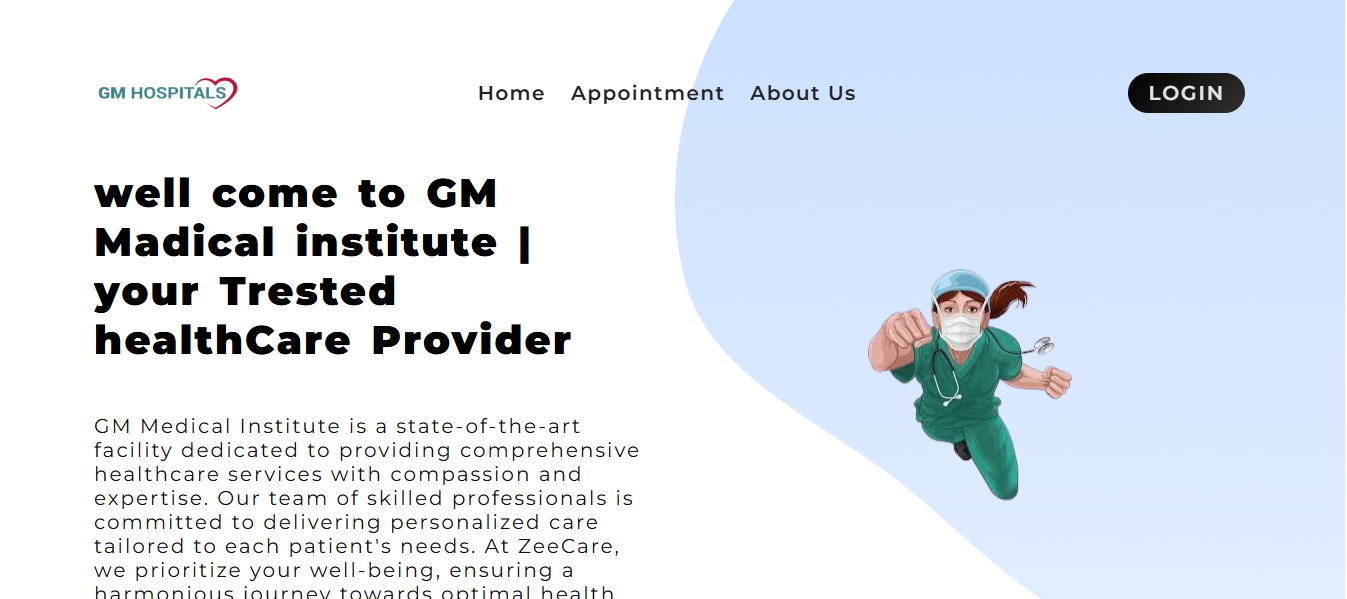 GM HOSPITALS
Home Appointment About Us
LOGIN
well come to GM
Madical institute |
your Trested
healthCare Provider
GM Medical Institute is a state-of-the-art
facility dedicated to providing comprehensive
healthcare services with compassion and
expertise. Our team of skilled professionals is
committed to delivering personalized care
tailored to each patient's needs. At ZeeCare,
we prioritize your well-being, ensuring a
harmonious journey towards optimal health